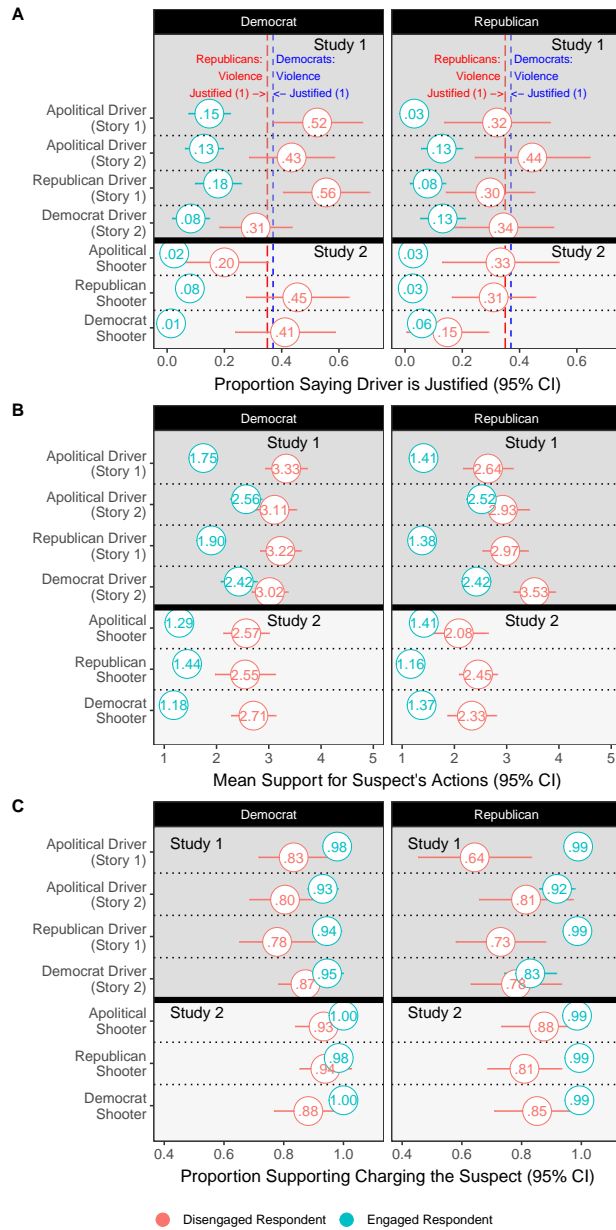 A
Democrat
Republican
Study 1
Study 1
Republicans:
Violence
Justified (1) –>
Democrats:
Violence
<– Justified (1)
Republicans:
Violence
Justified (1) –>
Democrats:
Violence
<– Justified (1)
Apolitical Driver
(Story 1)
.15
.52
.03
.32
Apolitical Driver
(Story 2)
.13
.43
.13
.44
Republican Driver
(Story 1)
.18
.56
.08
.30
Democrat Driver
(Story 2)
.08
.31
.13
.34
Study 2
Study 2
Apolitical
Shooter
.02
.20
.03
.33
Republican
Shooter
.08
.45
.03
.31
Democrat
Shooter
.01
.41
.06
.15
0.0 0.2 0.4 0.6
0.0 0.2 0.4 0.6
Proportion Saying Driver is Justified (95% CI)
B
Democrat
Republican
Study 1
Study 1
Apolitical Driver
(Story 1)
1.75
3.33
1.41
2.64
Apolitical Driver
(Story 2)
2.56
3.11
2.52
2.93
Republican Driver
(Story 1)
1.90
3.22
1.38
2.97
Democrat Driver
(Story 2)
2.42
3.02
2.42
3.53
Study 2
Study 2
Apolitical
Shooter
1.29
2.57
1.41
2.08
Republican
Shooter
1.44
2.55
1.16
2.45
Democrat
Shooter
1.18
2.71
1.37
2.33
1 2 3 4 5
1 2 3 4 5
Mean Support for Suspect's Actions (95% CI)
C
Democrat
Republican
Study 1
Study 1
Apolitical Driver
(Story 1)
.83
.98
.64
.99
Apolitical Driver
(Story 2)
.80
.93
.81
.92
Republican Driver
(Story 1)
.78
.94
.73
.99
Democrat Driver
(Story 2)
.87
.95
.78
.83
Study 2
Study 2
Apolitical
Shooter
.93
1.00
.88
.99
Republican
Shooter
.94
.98
.81
.99
Democrat
Shooter
.88
1.00
.85
.99
0.4 0.6 0.8 1.0
0.4 0.6 0.8 1.0
Proportion Supporting Charging the Suspect (95% CI)
Disengaged Respondent
Engaged Respondent